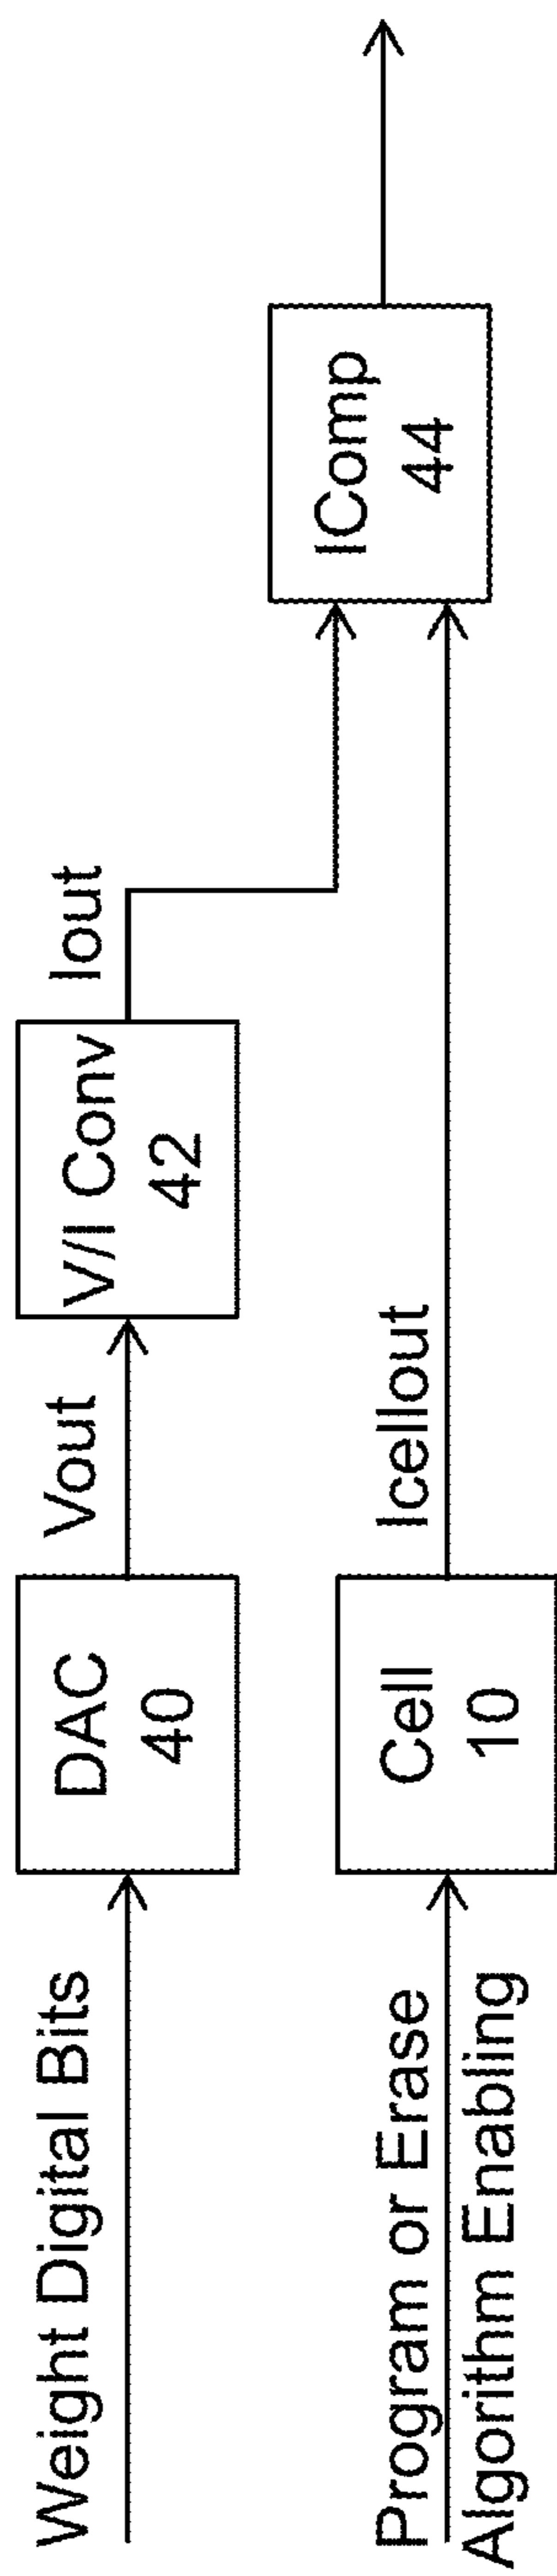 Weight Digital Bits
DAC
40
Vout
V/I Conv
42
Iout
Program or Erase
Algorithm Enabling
Cell
10
Icellout
IComp
44